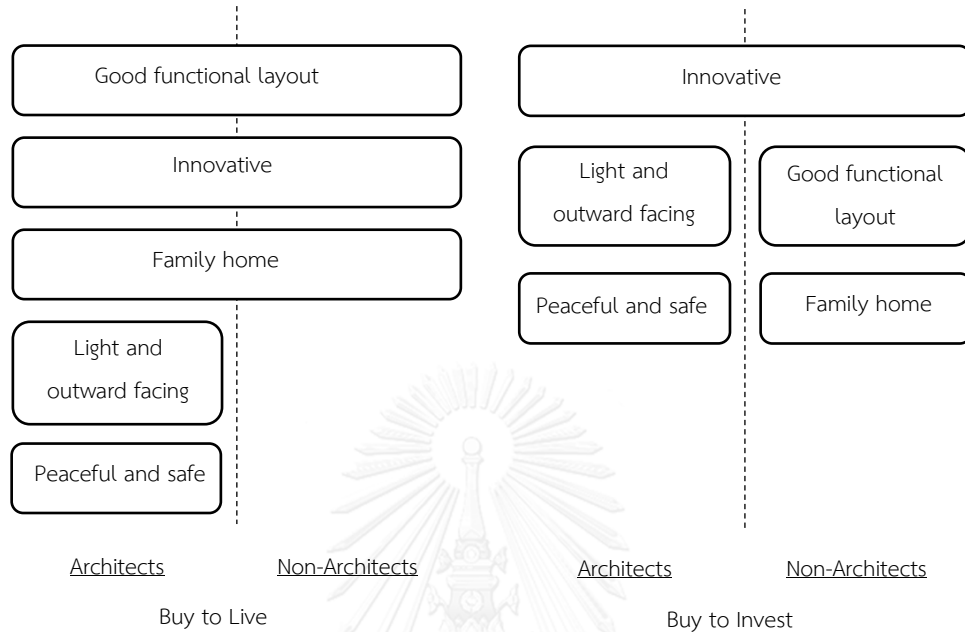 Good functional layout
Innovative
Family home
Light and
outward facing
Peaceful and safe
Architects
Non-Architects
Buy to Live
Innovative
Light and
outward facing
Good functional
layout
Peaceful and safe
Family home
Architects
Non-Architects
Buy to Invest